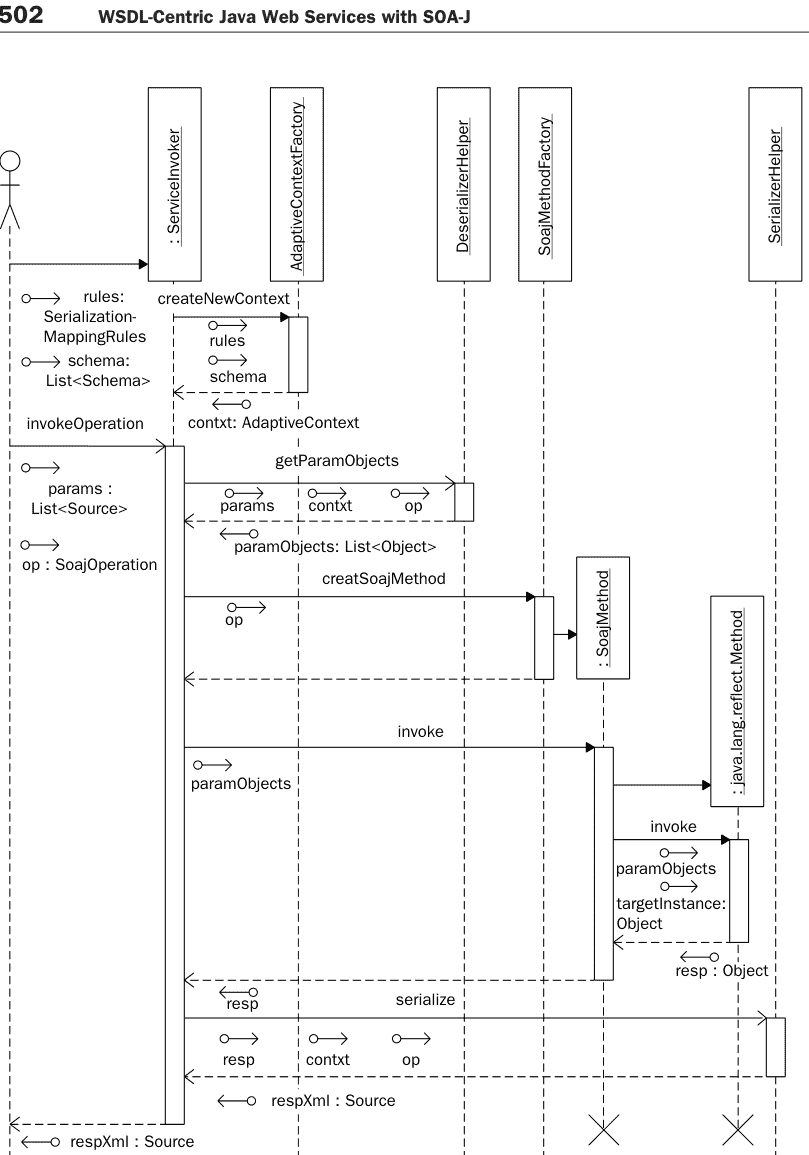 502 WSDL-Centric Java Web Services with SOA-J
: ServiceInvoker
AdaptiveContextFactory
DeserializerHelper
SoajMethodFactory
SerializerHelper
rules:
Serialization-
MappingRules
schema:
List<Schema>
createNewContext
rules
schema
contxt: AdaptiveContext
invokeOperation
params :
List<Source>
op : SoajOperation
getParamObjects
params contxt op
paramObjects: List<Object>
creatSoajMethod
op
: SoajMethod
: java.lang.reflect.Method
invoke
paramObjects
invoke
paramObjects
targetInstance:
Object
resp : Object
resp
serialize
resp contxt op
respXml : Source
respXml : Source